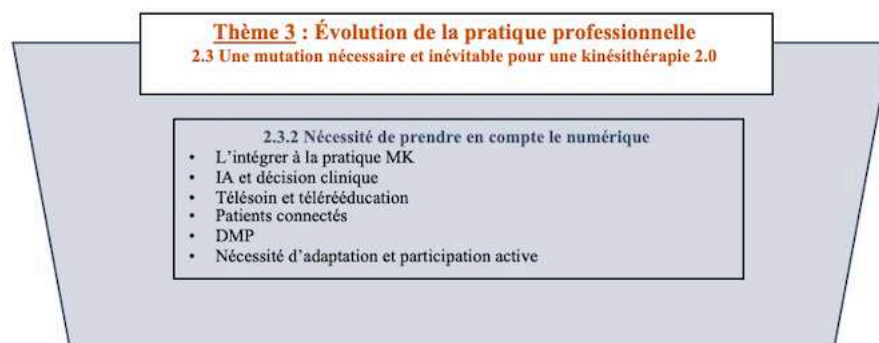 Thème 3 : Évolution de la pratique professionnelle
2.3 Une mutation nécessaire et inévitable pour une kinésithérapie 2.0
2.3.2 Nécessité de prendre en compte le numérique
• L'intégrer à la pratique MK
• IA et décision clinique
• Télésoin et télérééducation
• Patients connectés
• DMP
• Nécessité d'adaptation et participation active